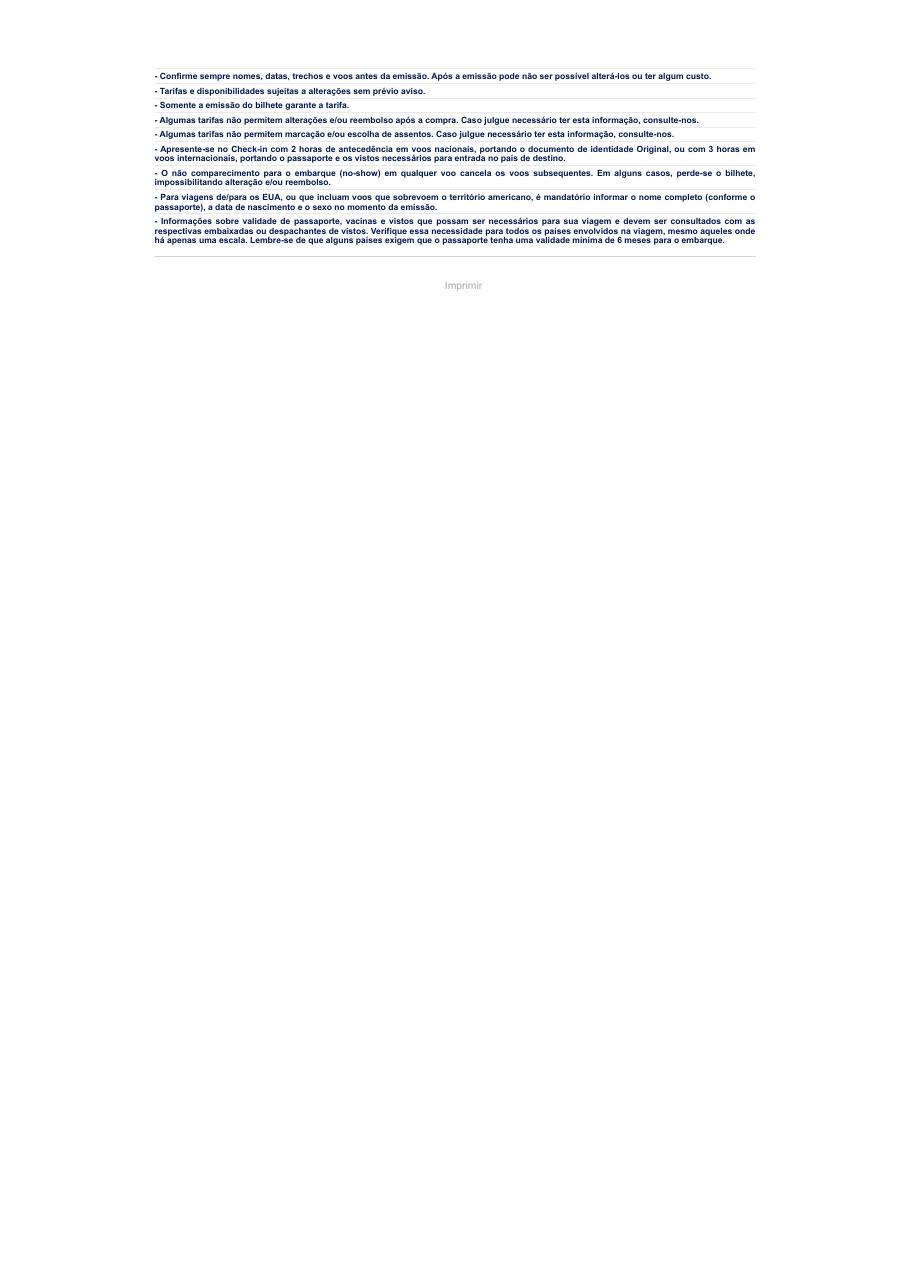 - Confirme sempre nomes, datas, trechos e voos antes da emissão. Após a emissão pode não ser possível alterá-los ou ter algum custo.
- Tarifas e disponibilidades sujeitas a alterações sem prévio aviso.
- Somente a emissão do bilhete garante a tarifa.
- Algumas tarifas não permitem alterações e/ou reembolso após a compra. Caso julgue necessário ter esta informação, consulte-nos.
- Algumas tarifas não permitem marcação e/ou escolha de assentos. Caso julgue necessário ter esta informação, consulte-nos.
- Apresente-se no Check-in com 2 horas de antecedência em voos nacionais, portando o documento de identidade Original, ou com 3 horas em
voos internacionais, portando o passaporte e os vistos necessários para entrada no país de destino.
- O não comparecimento para o embarque (no-show) em qualquer voo cancela os voos subsequentes. Em alguns casos, perde-se o bilhete,
impossibilitando alteração e/ou reembolso.
- Para viagens de/para os EUA, ou que incluam voos que sobrevoem o território americano, é mandatório informar o nome completo (conforme o
passaporte), a data de nascimento e o sexo no momento da emissão.
- Informações sobre validade de passaporte, vacinas e vistos que possam ser necessários para sua viagem e devem ser consultados com as
respectivas embaixadas ou despachantes de vistos. Verifique essa necessidade para todos os países envolvidos na viagem, mesmo aqueles onde
há apenas uma escala. Lembre-se de que alguns países exigem que o passaporte tenha uma validade mínima de 6 meses para o embarque.
Imprimir